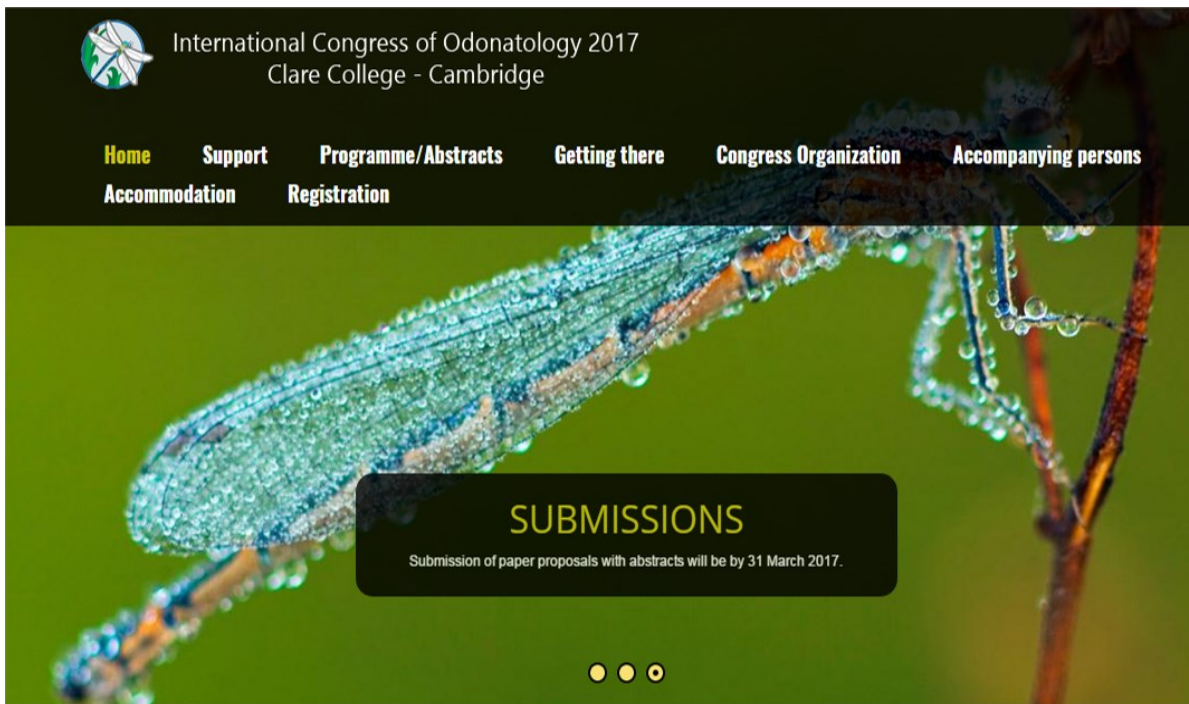 International Congress of Odonatology 2017
Clare College - Cambridge
Home Support Programme/Abstracts Getting there Congress Organization Accompanying persons
Accommodation Registration
SUBMISSIONS
Submission of paper proposals with abstracts will be by 31 March 2017.